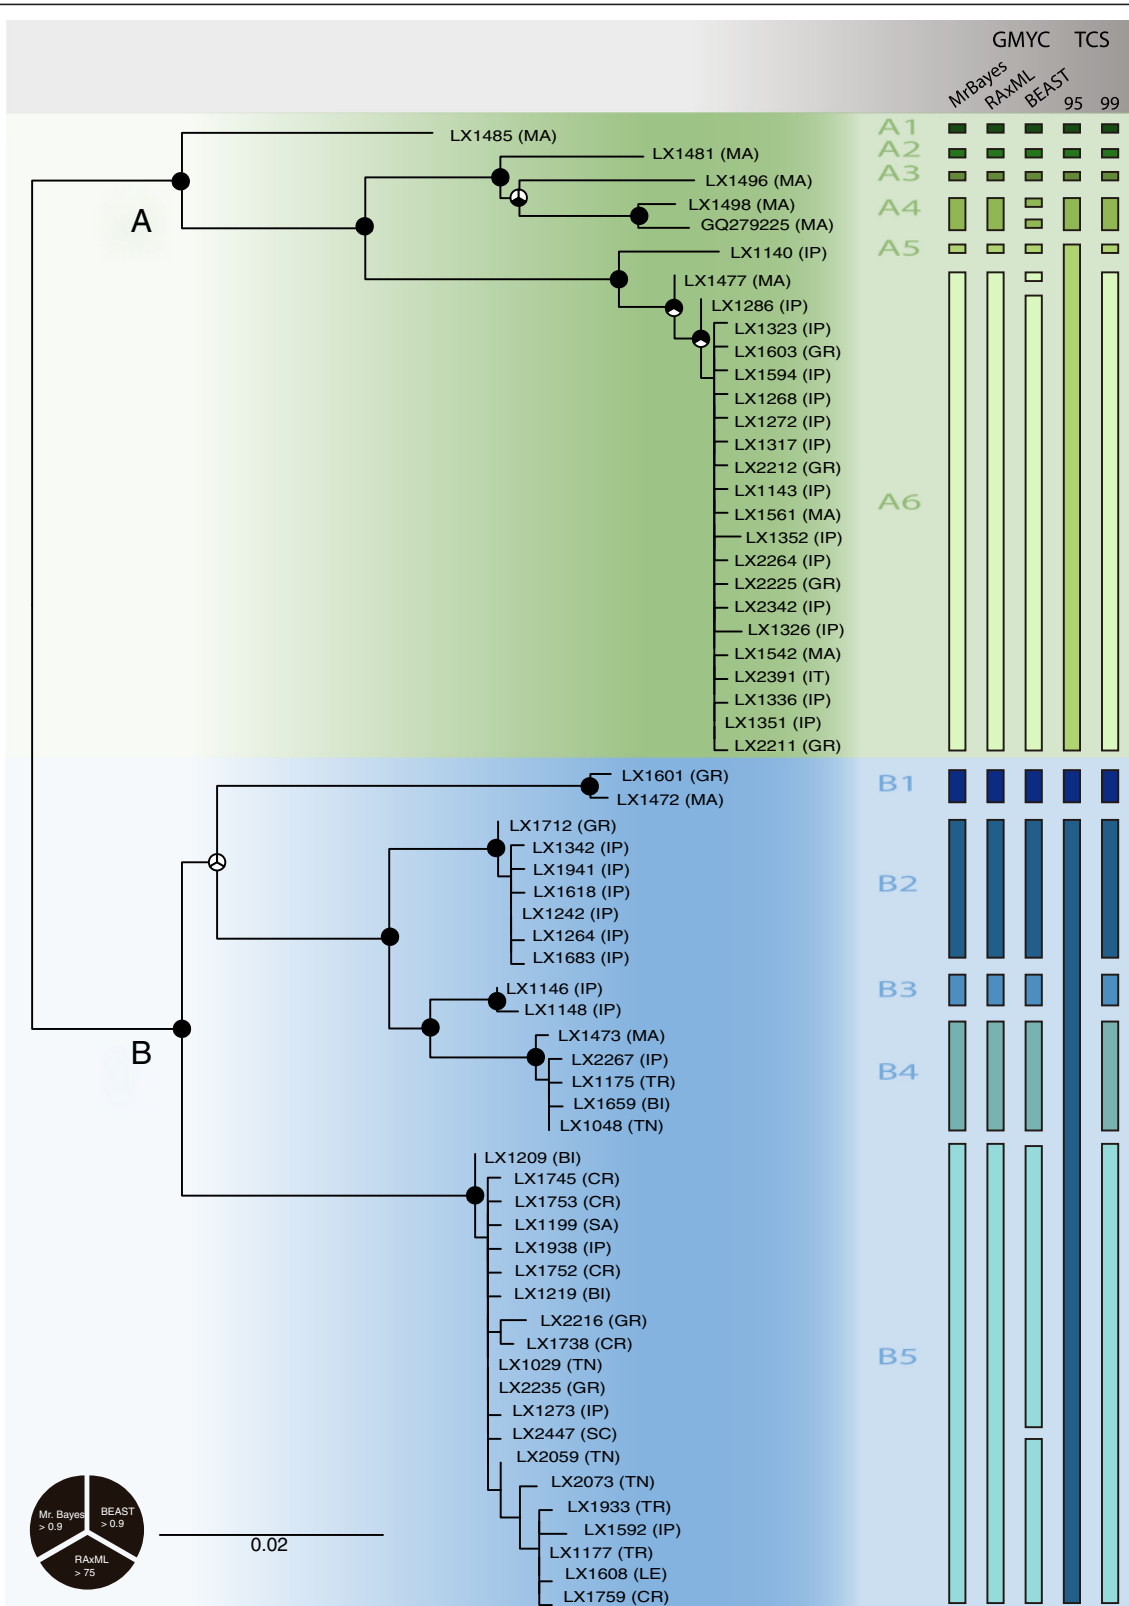 GMYC TCS
MrBayes RAxML BEAST 95 99
A
A1
A2
A3
A4
A5
A6
LX1485 (MA)
LX1481 (MA)
LX1496 (MA)
LX1498 (MA)
GQ279225 (MA)
LX1140 (IP)
LX1477 (MA)
LX1286 (IP)
LX1323 (IP)
LX1603 (GR)
LX1594 (IP)
LX1268 (IP)
LX1272 (IP)
LX1317 (IP)
LX2212 (GR)
LX1143 (IP)
LX1561 (MA)
LX1352 (IP)
LX2264 (IP)
LX2225 (GR)
LX2342 (IP)
LX1326 (IP)
LX1542 (MA)
LX2391 (IT)
LX1336 (IP)
LX1351 (IP)
LX2211 (GR)
B
B1
B2
B3
B4
B5
LX1601 (GR)
LX1472 (MA)
LX1712 (GR)
LX1342 (IP)
LX1941 (IP)
LX1618 (IP)
LX1242 (IP)
LX1264 (IP)
LX1683 (IP)
LX1146 (IP)
LX1148 (IP)
LX1473 (MA)
LX2267 (IP)
LX1175 (TR)
LX1659 (BI)
LX1048 (TN)
LX1209 (BI)
LX1745 (CR)
LX1753 (CR)
LX1199 (SA)
LX1938 (IP)
LX1752 (CR)
LX1219 (BI)
LX2216 (GR)
LX1738 (CR)
LX1029 (TN)
LX2235 (GR)
LX1273 (IP)
LX2447 (SC)
LX2059 (TN)
LX2073 (TN)
LX1933 (TR)
LX1592 (IP)
LX1177 (TR)
LX1608 (LE)
LX1759 (CR)
Mr. Bayes
> 0.9
BEAST
> 0.9
RAxML
> 75
0.02